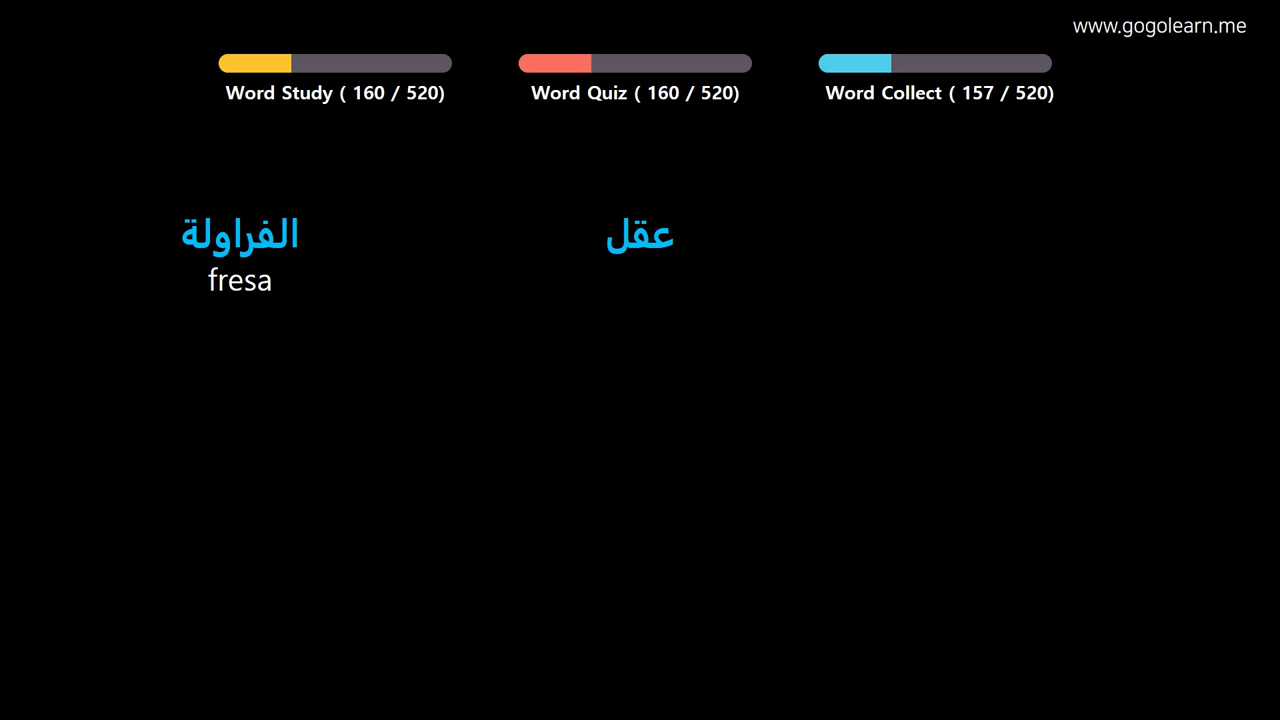 www.gogolearn.me
Word Study ( 160 / 520)
Word Quiz ( 160 / 520)
Word Collect ( 157 / 520)
الفراولة
fresa
عقل